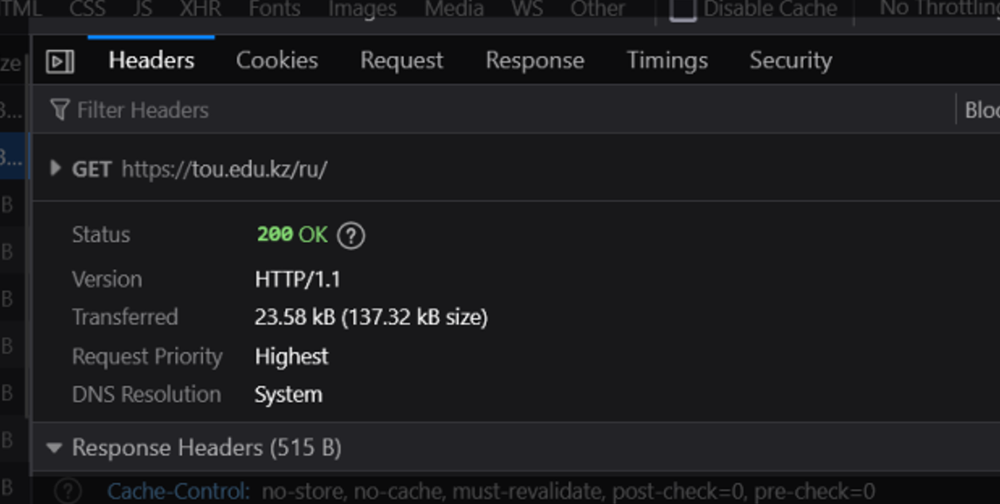 HTML CSS JS XHR Fonts Images Media WS Other Disable Cache No Throttling
ze
Headers Cookies Request Response Timings Security
B...
Filter Headers Bloc
B...
GET https://tou.edu.kz/ru/
B
Status 200 OK ?
B
Version HTTP/1.1
B
Transferred 23.58 kB (137.32 kB size)
B
Request Priority Highest
B
DNS Resolution System
B
Response Headers (515 B)
B
? Cache-Control: no-store, no-cache, must-revalidate, post-check=0, pre-check=0